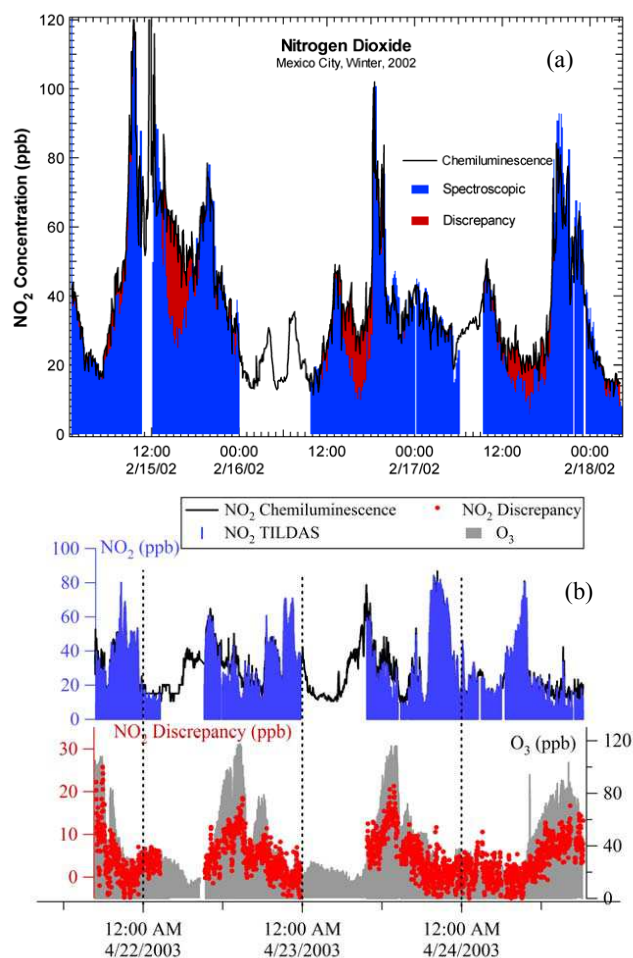 Nitrogen Dioxide
Mexico City, Winter, 2002
(a)
Chemiluminescence
Spectroscopic
Discrepancy
NO2 Concentration (ppb)
120
100
80
60
40
20
0
12:00
2/15/02
00:00
2/16/02
12:00
00:00
2/17/02
12:00
00:00
2/18/02
NO2 Chemiluminescence
NO2 Discrepancy
NO2 TILDAS
O3
NO2 (ppb)
(b)
100
80
60
40
20
0
NO2 Discrepancy (ppb)
O3 (ppb)
30
20
10
0
120
80
40
0
12:00 AM
4/22/2003
12:00 AM
4/23/2003
12:00 AM
4/24/2003